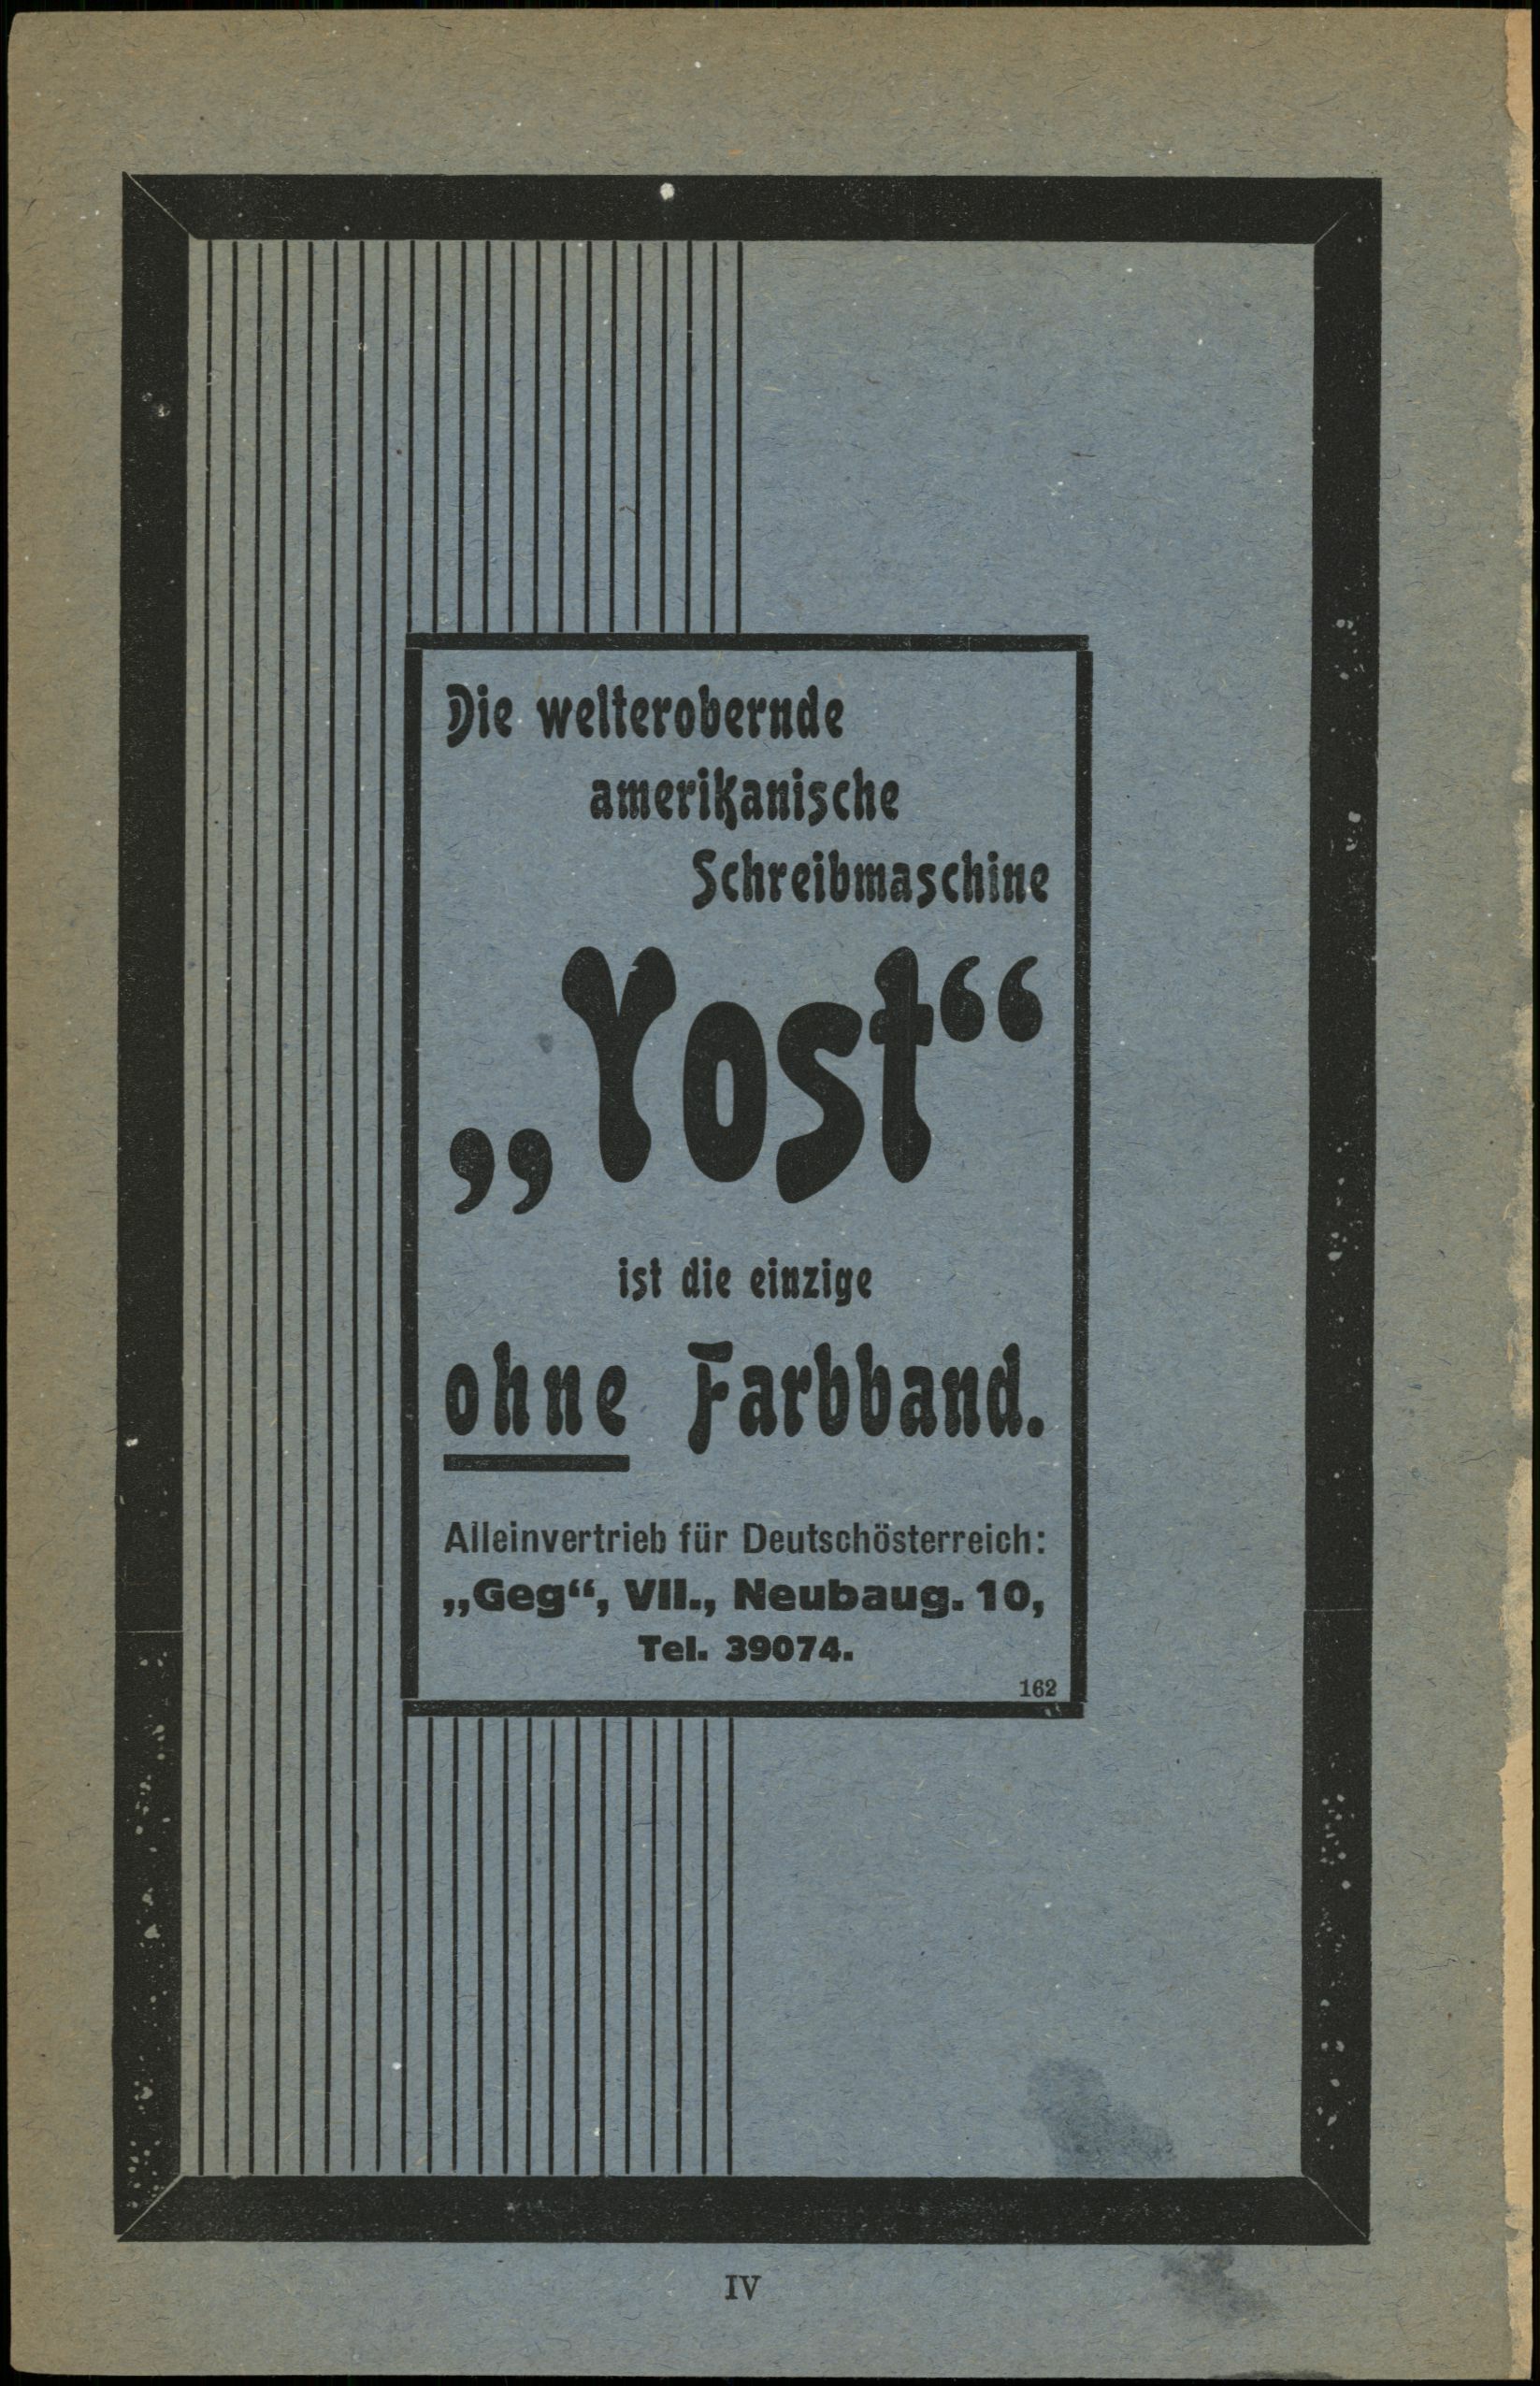 Die welterobernde
amerikanische
Schreibmaschine
„Yost“
ist die einzige
ohne Farbband.
Alleinvertrieb für Deutschösterreich:
„Geg“, VII., Neubaug. 10,
Tel. 39074.
162
IV